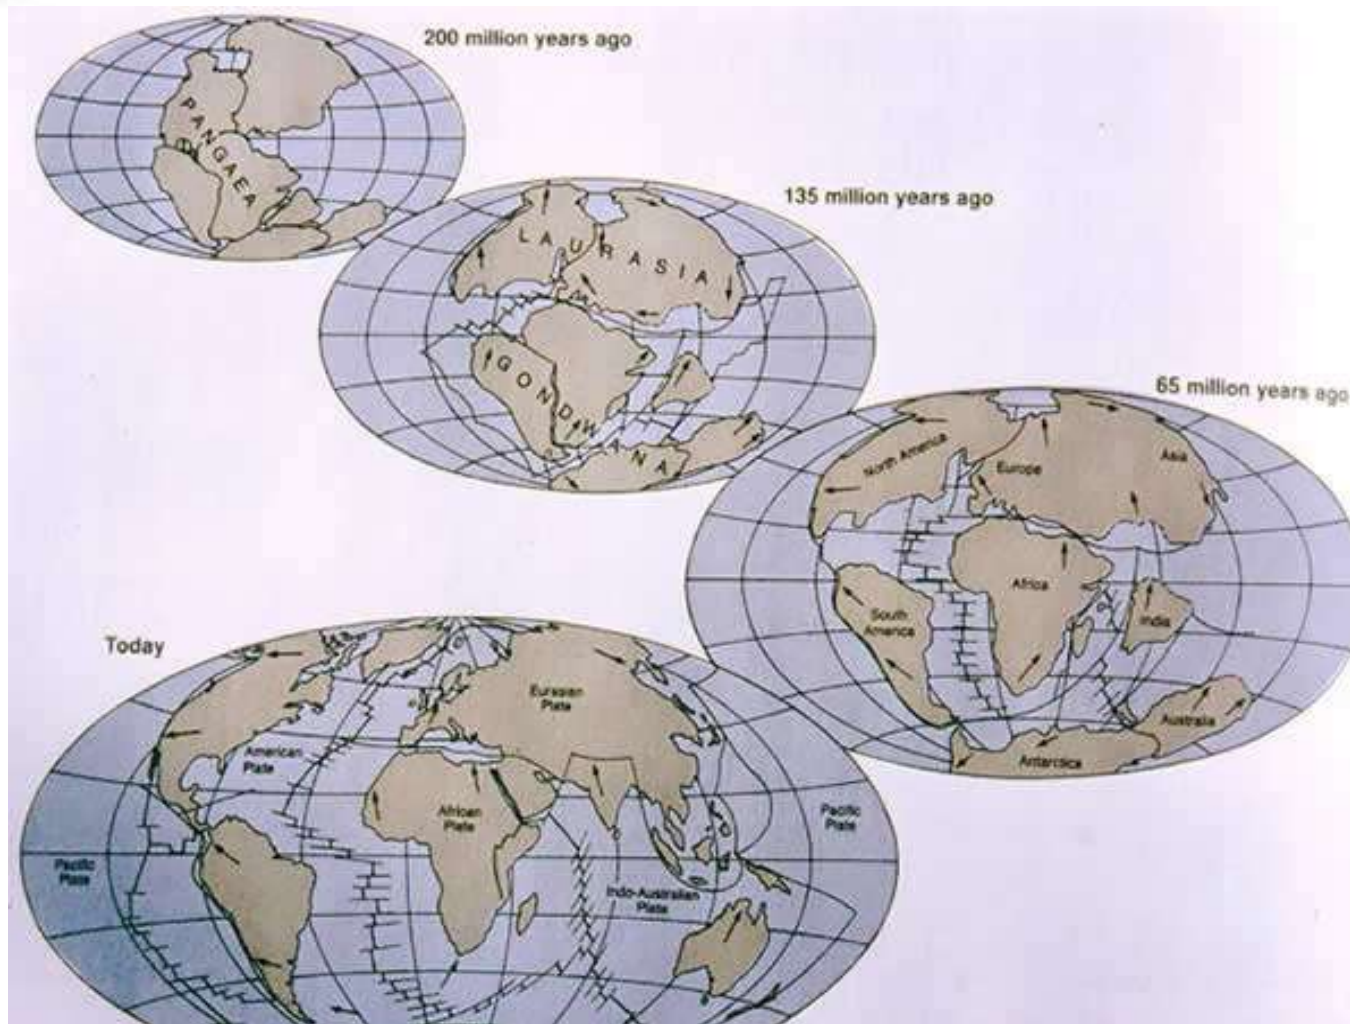 200 million years ago
PANGAEA
135 million years ago
LAURASIA
GONDWANA
65 million years ago
North America
Europe
Asia
Africa
South
America
India
Australia
Antarctica
Today
Eurasian
Plate
American
Plate
African
Plate
Pacific
Plate
Pacific
Plate
Indo-Australian
Plate